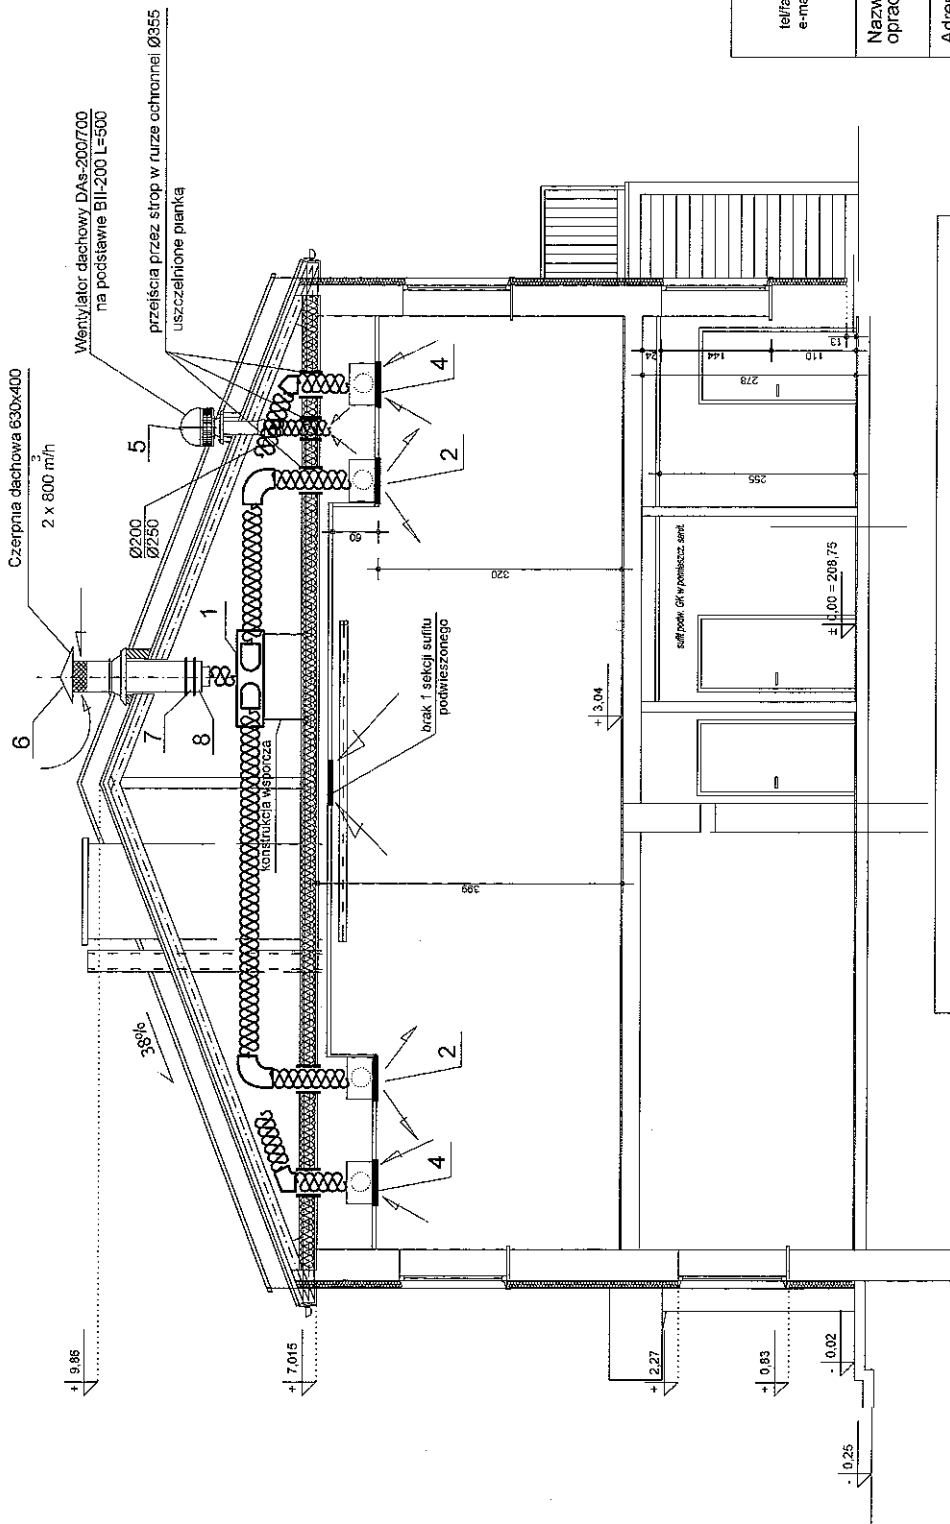 Czerpnia dachowa 630x400
2 x 800 m/h
3
Wentylator dachowy DAs-200/700
na podstawie BII-200 L=500
przejścia przez strop w rurze ochronnej Ø355
uszczelnione pianką
6
7
8
5
Ø200
Ø250
1
konstrukcja wsporcza
38%
4
2
2
4
60
320
399
brak 1 sekcji sufitu
podwieszonego
+ 9,86
+ 7,015
+ 3,04
+ 2,27
+ 0,83
- 0,02
- 0,25
± 0,00 = 208,75
sufit podw. GK w pomieszcz. sanit.
24
144
110
278
255
13
tel/fa
e-ma
Nazw
oprac
Adres